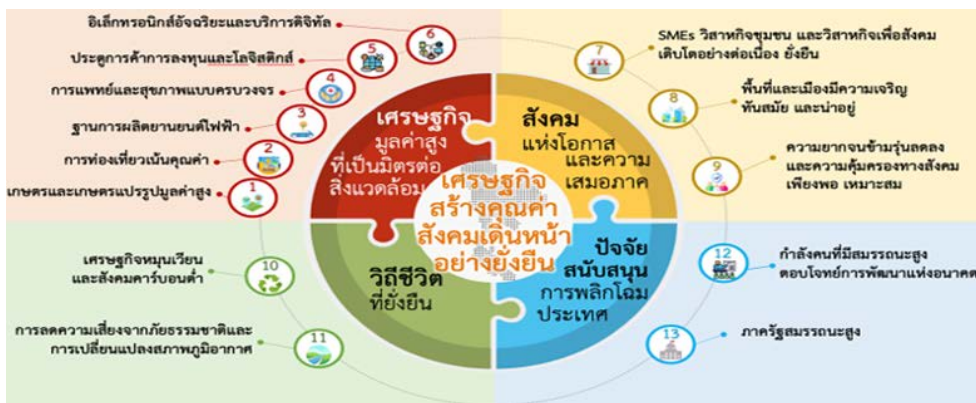 อิเล็กทรอนิกส์อัจฉริยะและบริการดิจิทัล
6
ประตูการค้าการลงทุนและโลจิสติกส์
5
การแพทย์และสุขภาพแบบครบวงจร
4
ฐานการผลิตยานยนต์ไฟฟ้า
3
การท่องเที่ยวเน้นคุณค่า
2
เกษตรและเกษตรแปรรูปมูลค่าสูง
1
เศรษฐกิจ
มูลค่าสูง
ที่เป็นมิตรต่อ
สิ่งแวดล้อม
สังคม
แห่งโอกาส
และความ
เสมอภาค
7
SMEs วิสาหกิจชุมชน และวิสาหกิจเพื่อสังคม
เติบโตอย่างต่อเนื่อง ยั่งยืน
8
พื้นที่และเมืองมีความเจริญ
ทันสมัย และน่าอยู่
9
ความยากจนข้ามรุ่นลดลง
และความคุ้มครองทางสังคม
เพียงพอ เหมาะสม
เศรษฐกิจ
สร้างคุณค่า
สังคมเดินหน้า
อย่างยั่งยืน
เศรษฐกิจหมุนเวียน
และสังคมคาร์บอนต่ำ
10
การลดความเสี่ยงจากภัยธรรมชาติและ
การเปลี่ยนแปลงสภาพภูมิอากาศ
11
วิถีชีวิต
ที่ยั่งยืน
ปัจจัย
สนับสนุน
การพลิกโฉม
ประเทศ
12
กำลังคนที่มีสมรรถนะสูง
ตอบโจทย์การพัฒนาแห่งอนาคต
13
ภาครัฐสมรรถนะสูง